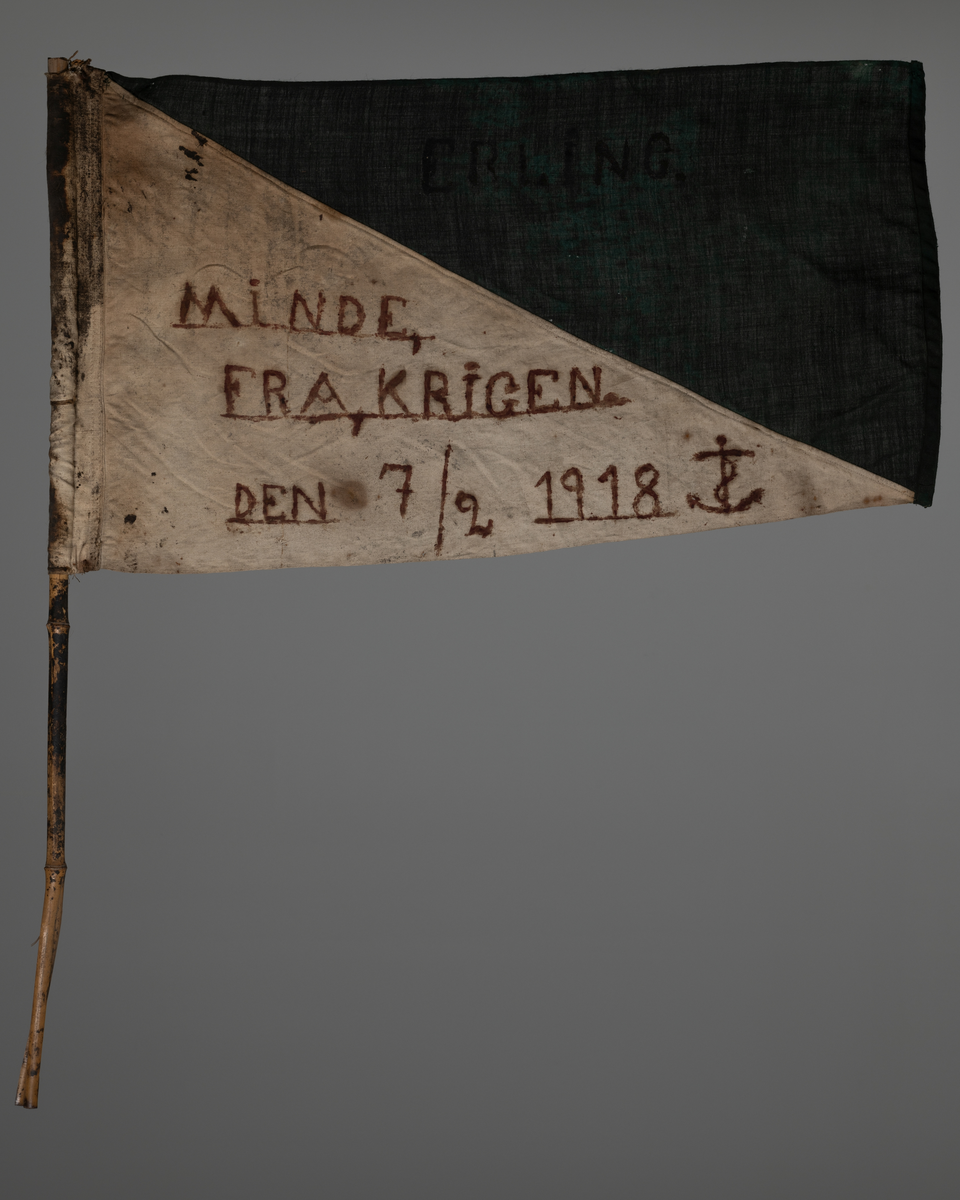 ERLING.
MINDE,
FRA, KRIGEN.
DEN 7/2 1918